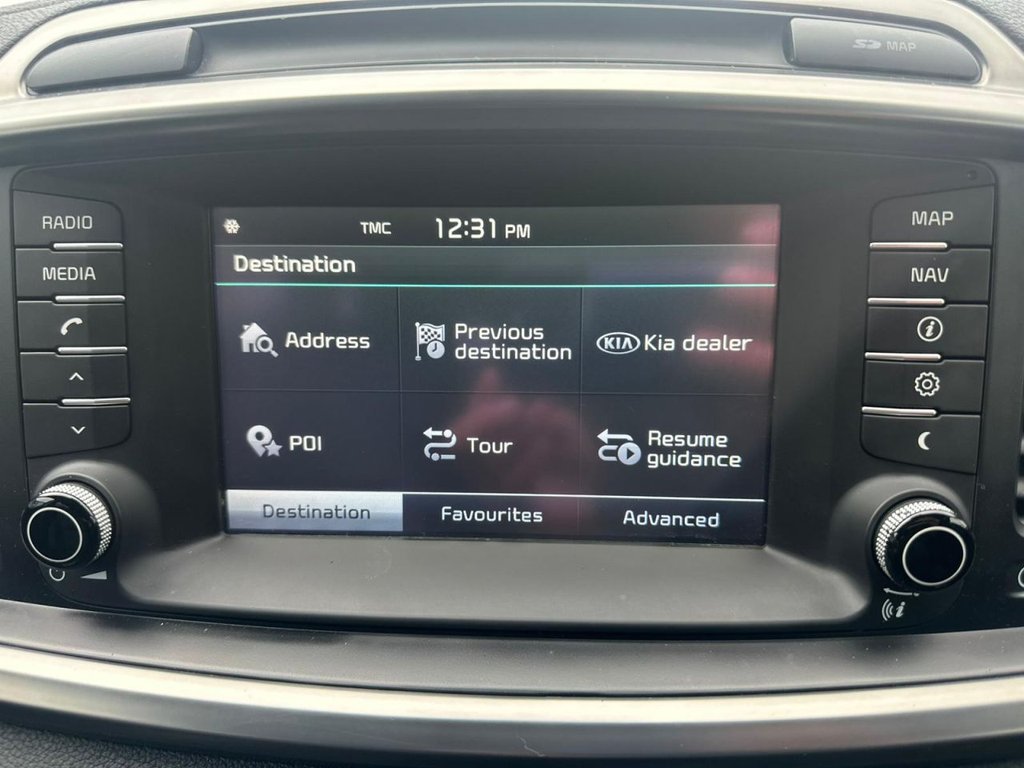 SD MAP
RADIO
MEDIA
MAP
NAV
TMC 12:31 PM
Destination
Address
Previous
destination
KIA Kia dealer
POI
Tour
Resume
guidance
Destination
Favourites
Advanced